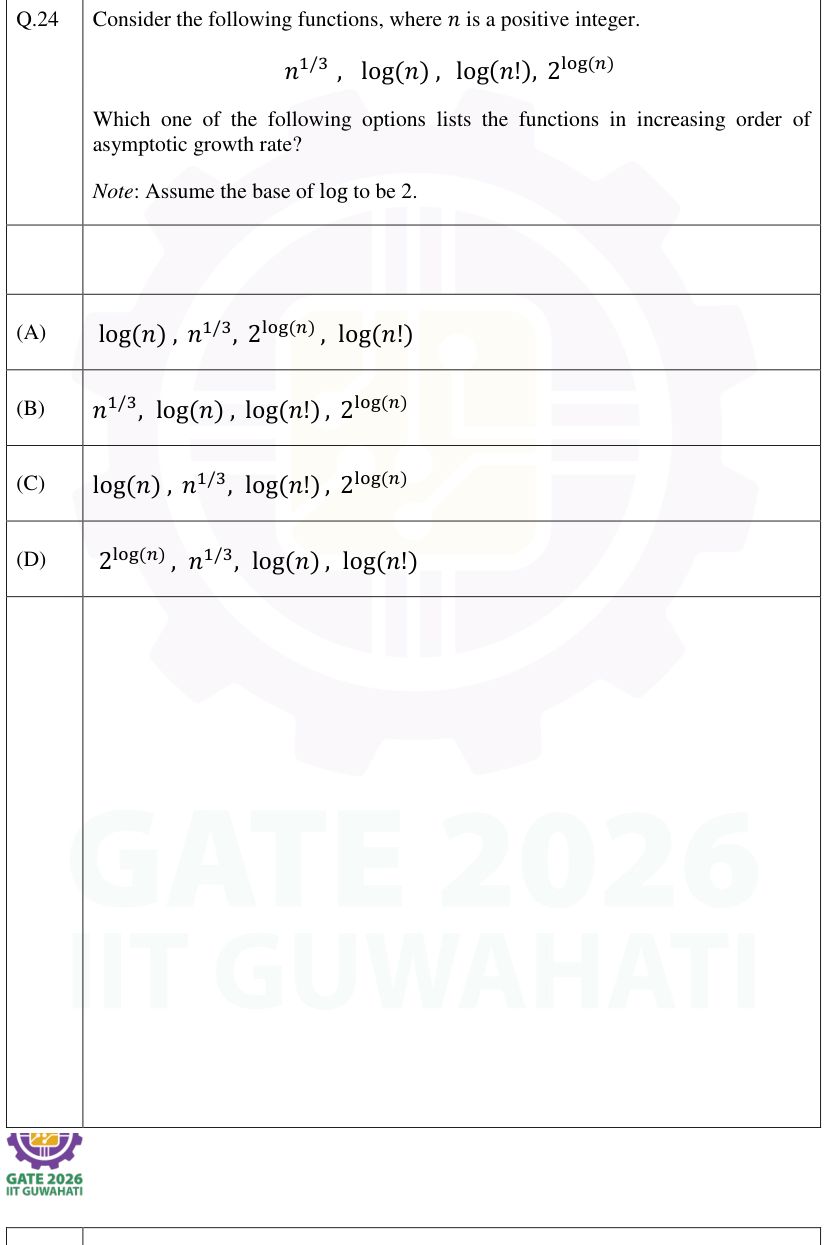 Q.24 Consider the following functions, where n is a positive integer.
n^{1/3} , log(n) , log(n!), 2^{log(n)}
Which one of the following options lists the functions in increasing order of
asymptotic growth rate?
Note: Assume the base of log to be 2.
(A) log(n) , n^{1/3}, 2^{log(n)} , log(n!)
(B) n^{1/3}, log(n) , log(n!) , 2^{log(n)}
(C) log(n) , n^{1/3}, log(n!) , 2^{log(n)}
(D) 2^{log(n)} , n^{1/3}, log(n) , log(n!)
GATE 2026
IIT GUWAHATI
GATE 2026
IIT GUWAHATI